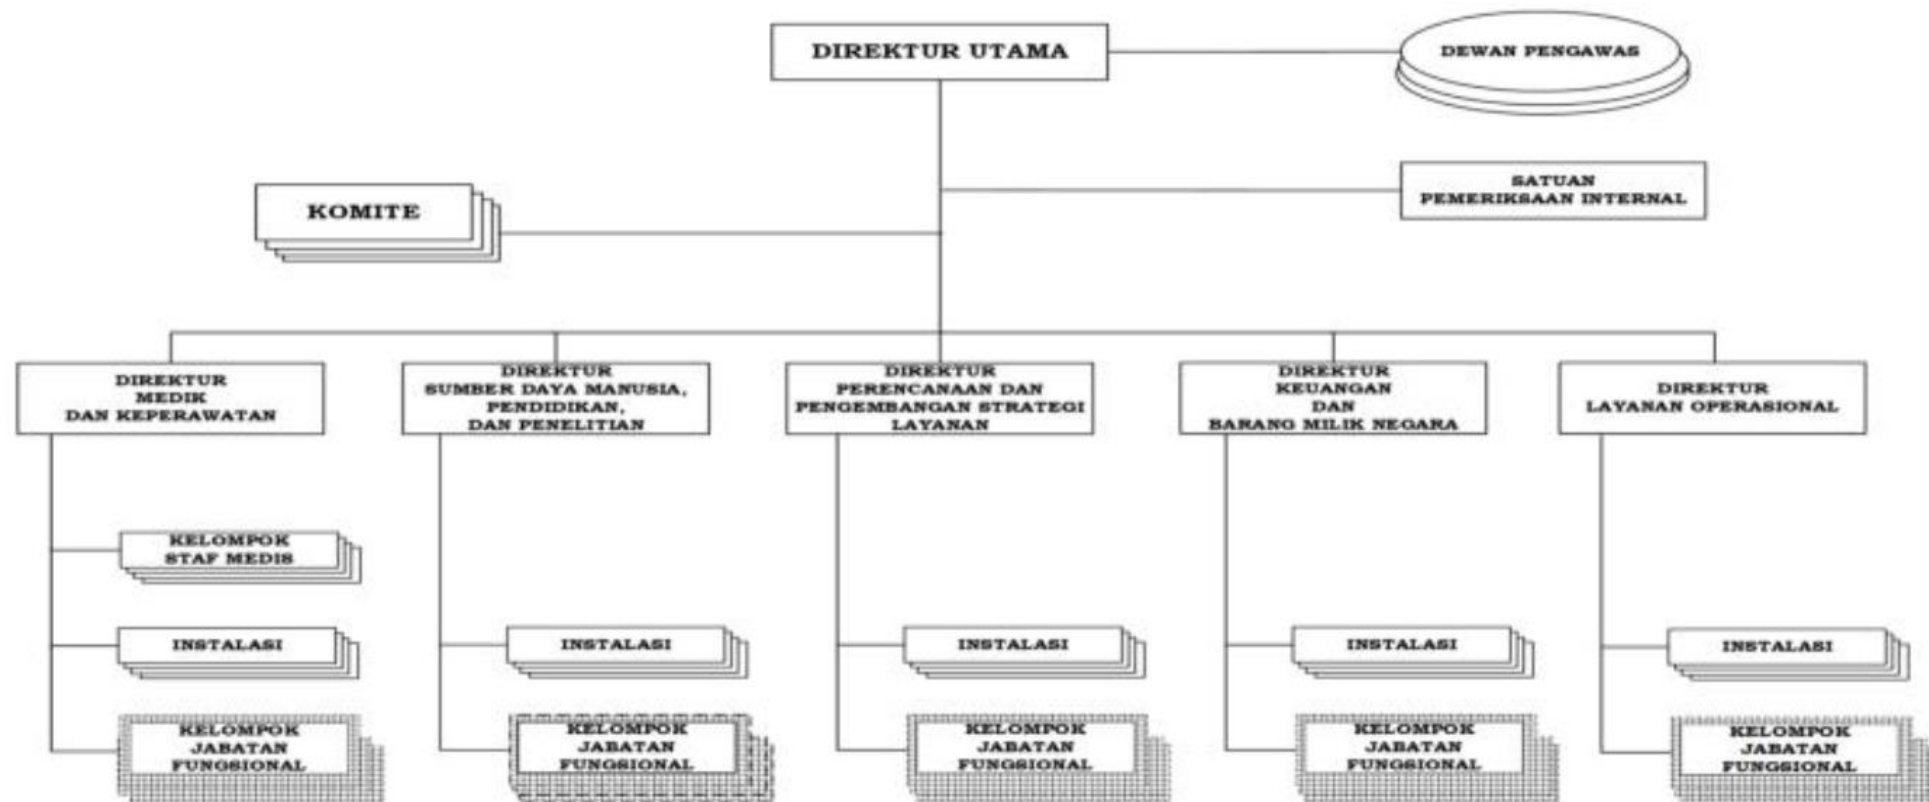 DIREKTUR UTAMA
DEWAN PENGAWAS
SATUAN
PEMERIKSAAN INTERNAL
KOMITE
DIREKTUR
MEDIK
DAN KEPERAWATAN
DIREKTUR
SUMBER DAYA MANUSIA,
PENDIDIKAN,
DAN PENELITIAN
DIREKTUR
PERENCANAAN DAN
PENGEMBANGAN STRATEGI
LAYANAN
DIREKTUR
KEUANGAN
DAN
BARANG MILIK NEGARA
DIREKTUR
LAYANAN OPERASIONAL
KELOMPOK
STAF MEDIS
INSTALASI
INSTALASI
INSTALASI
INSTALASI
INSTALASI
KELOMPOK
JABATAN
FUNGSIONAL
KELOMPOK
JABATAN
FUNGSIONAL
KELOMPOK
JABATAN
FUNGSIONAL
KELOMPOK
JABATAN
FUNGSIONAL
KELOMPOK
JABATAN
FUNGSIONAL